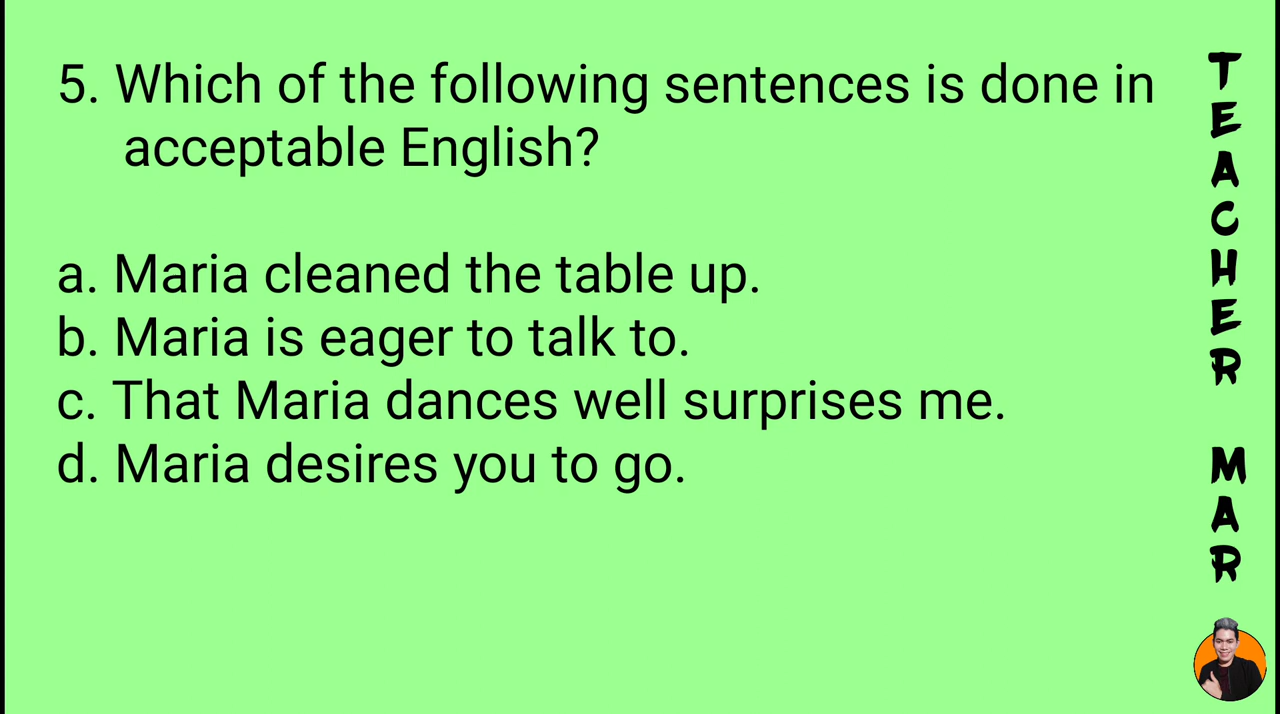 5. Which of the following sentences is done in
acceptable English?
a. Maria cleaned the table up.
b. Maria is eager to talk to.
c. That Maria dances well surprises me.
d. Maria desires you to go.
TEACHER MAR